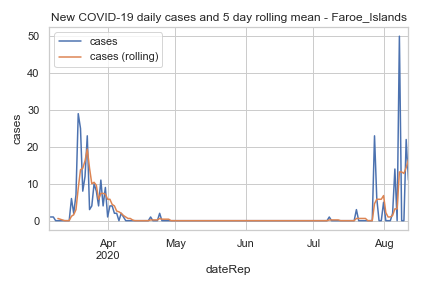 New COVID-19 daily cases and 5 day rolling mean - Faroe_Islands
cases
cases (rolling)
50
40
30
20
10
0
cases
Apr
2020
May
Jun
Jul
Aug
dateRep